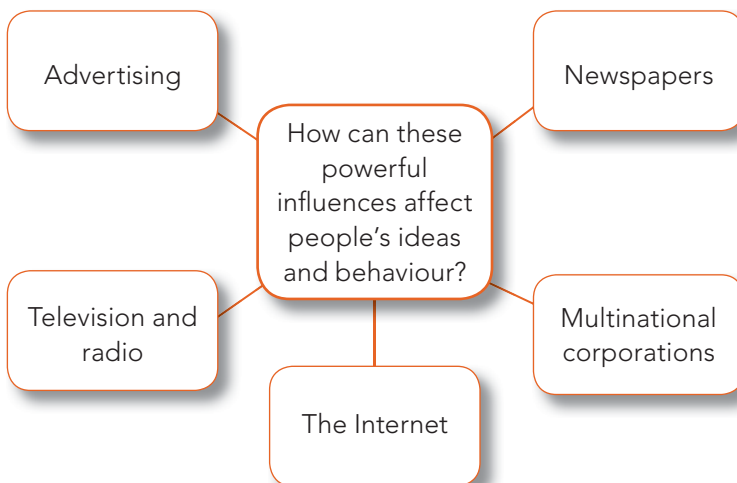 Advertising
Newspapers
How can these
powerful
influences affect
people's ideas
and behaviour?
Television and
radio
Multinational
corporations
The Internet